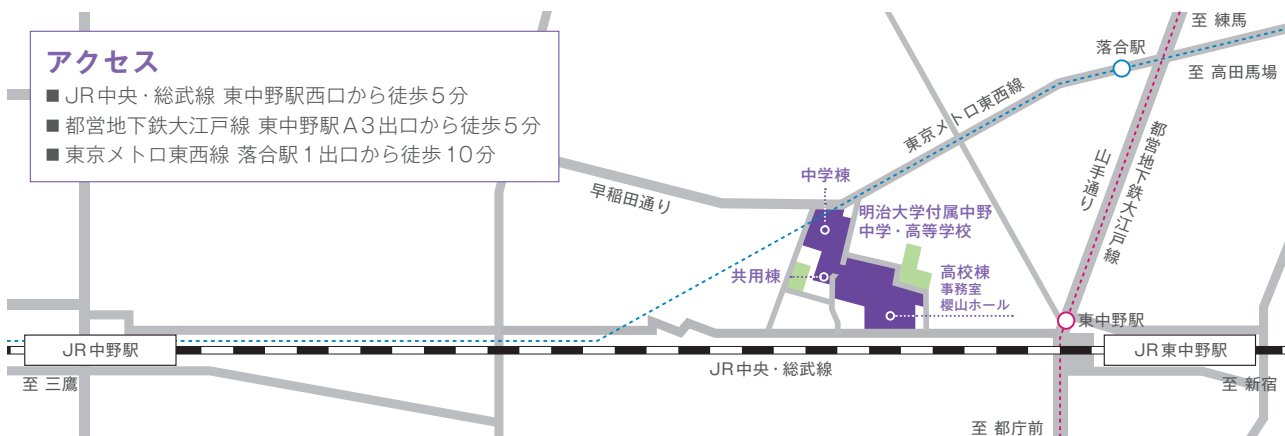 アクセス
■ JR中央・総武線 東中野駅西口から徒歩5分
■ 都営地下鉄大江戸線 東中野駅A3出口から徒歩5分
■ 東京メトロ東西線 落合駅1出口から徒歩10分
至 練馬
落合駅
至 高田馬場
東京メトロ東西線
都営地下鉄大江戸線
山手通り
早稲田通り
中学棟
明治大学付属中野
中学・高等学校
共用棟
高校棟
事務室
櫻山ホール
東中野駅
JR中野駅
JR東中野駅
JR中央・総武線
至 三鷹
至 新宿
至 都庁前